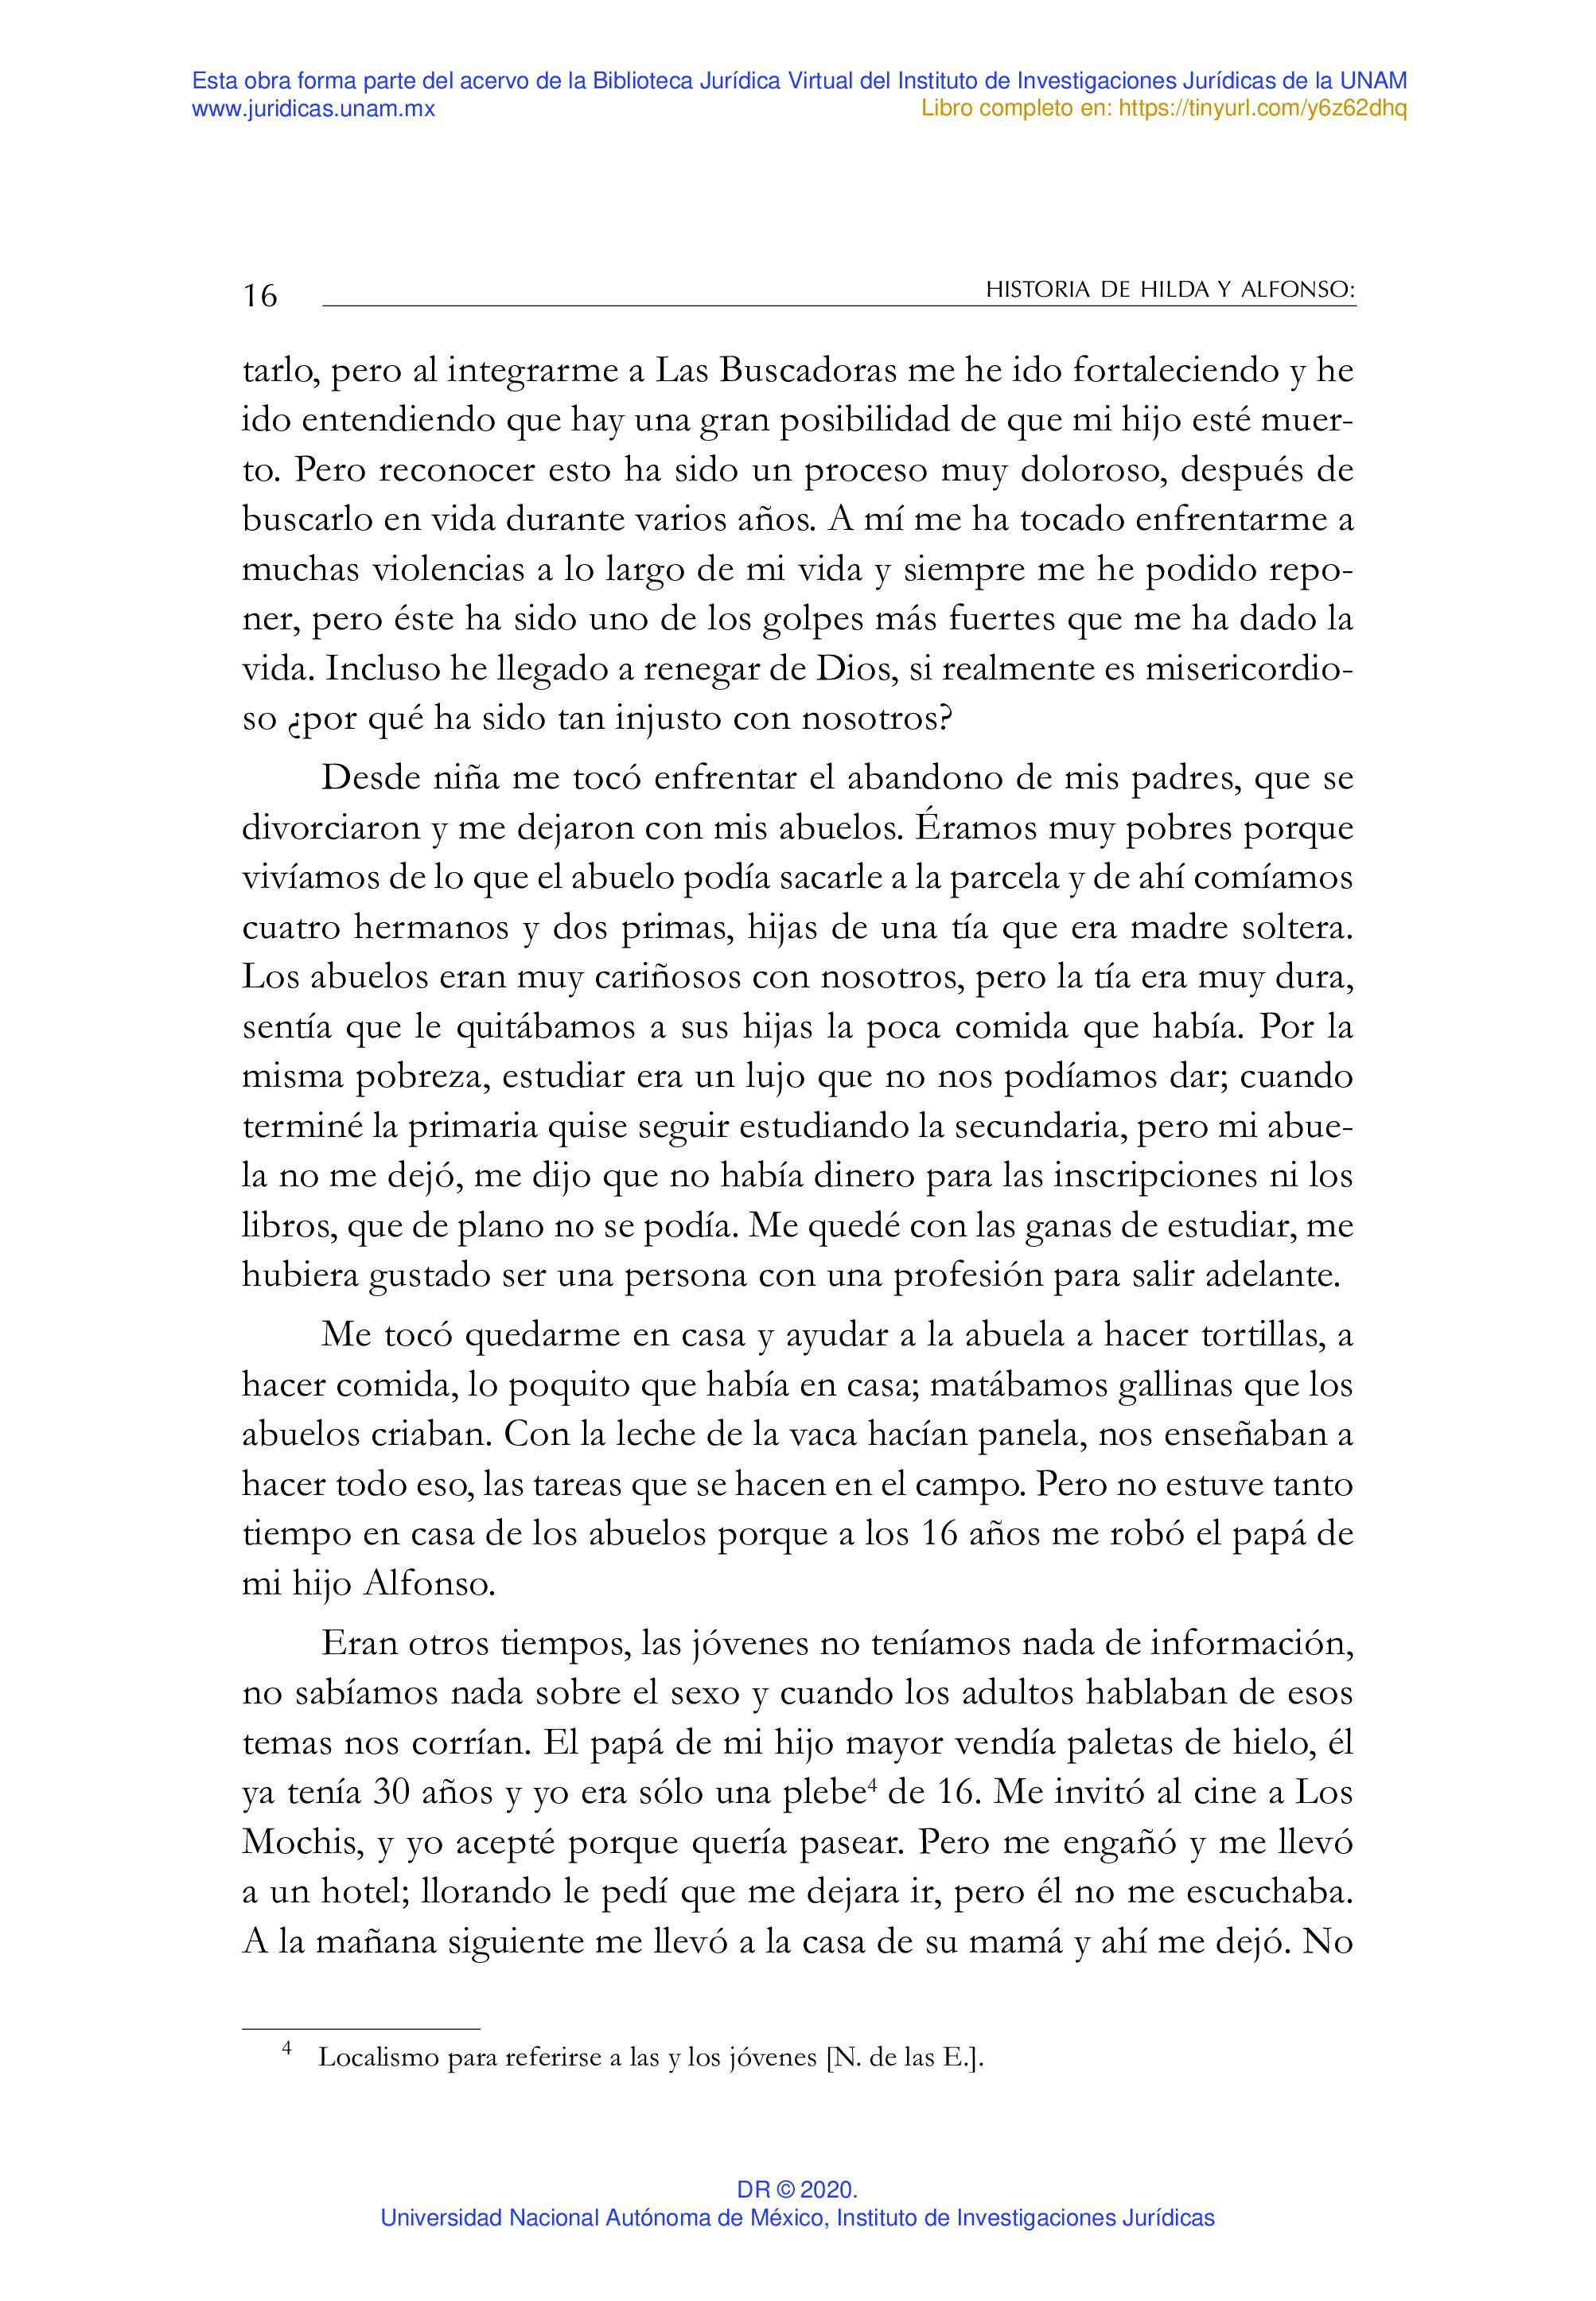 Esta obra forma parte del acervo de la Biblioteca Jurídica Virtual del Instituto de Investigaciones Jurídicas de la UNAM
www.juridicas.unam.mx
Libro completo en: https://tinyurl.com/y6z62dhq
16
HISTORIA DE HILDA Y ALFONSO:
tarlo, pero al integrarme a Las Buscadoras me he ido fortaleciendo y he
ido entendiendo que hay una gran posibilidad de que mi hijo esté muer-
to. Pero reconocer esto ha sido un proceso muy doloroso, después de
buscarlo en vida durante varios años. A mí me ha tocado enfrentarme a
muchas violencias a lo largo de mi vida y siempre me he podido repo-
ner, pero éste ha sido uno de los golpes más fuertes que me ha dado la
vida. Incluso he llegado a renegar de Dios, si realmente es misericordio-
so ¿por qué ha sido tan injusto con nosotros?
Desde niña me tocó enfrentar el abandono de mis padres, que se
divorciaron y me dejaron con mis abuelos. Éramos muy pobres porque
vivíamos de lo que el abuelo podía sacarle a la parcela y de ahí comíamos
cuatro hermanos y dos primas, hijas de una tía que era madre soltera.
Los abuelos eran muy cariñosos con nosotros, pero la tía era muy dura,
sentía que le quitábamos a sus hijas la poca comida que había. Por la
misma pobreza, estudiar era un lujo que no nos podíamos dar; cuando
terminé la primaria quise seguir estudiando la secundaria, pero mi abue-
la no me dejó, me dijo que no había dinero para las inscripciones ni los
libros, que de plano no se podía. Me quedé con las ganas de estudiar, me
hubiera gustado ser una persona con una profesión para salir adelante.
Me tocó quedarme en casa y ayudar a la abuela a hacer tortillas, a
hacer comida, lo poquito que había en casa; matábamos gallinas que los
abuelos criaban. Con la leche de la vaca hacían panela, nos enseñaban a
hacer todo eso, las tareas que se hacen en el campo. Pero no estuve tanto
tiempo en casa de los abuelos porque a los 16 años me robó el papá de
mi hijo Alfonso.
Eran otros tiempos, las jóvenes no teníamos nada de información,
no sabíamos nada sobre el sexo y cuando los adultos hablaban de esos
temas nos corrían. El papá de mi hijo mayor vendía paletas de hielo, él
ya tenía 30 años y yo era sólo una plebe⁴ de 16. Me invitó al cine a Los
Mochis, y yo acepté porque quería pasear. Pero me engañó y me llevó
a un hotel; llorando le pedí que me dejara ir, pero él no me escuchaba.
A la mañana siguiente me llevó a la casa de su mamá y ahí me dejó. No
⁴ Localismo para referirse a las y los jóvenes [N. de las E.].
DR © 2020.
Universidad Nacional Autónoma de México, Instituto de Investigaciones Jurídicas